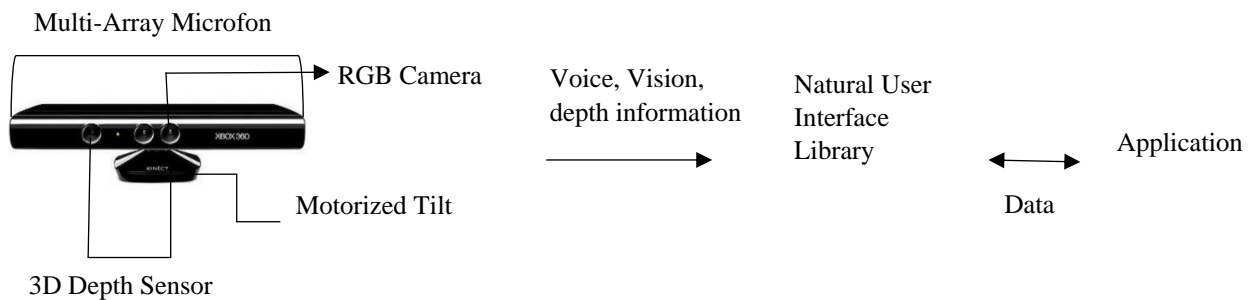 Multi-Array Microfon
RGB Camera
XBOX 360
KINECT
Motorized Tilt
3D Depth Sensor
Voice, Vision,
depth information
Natural User
Interface
Library
Data
Application